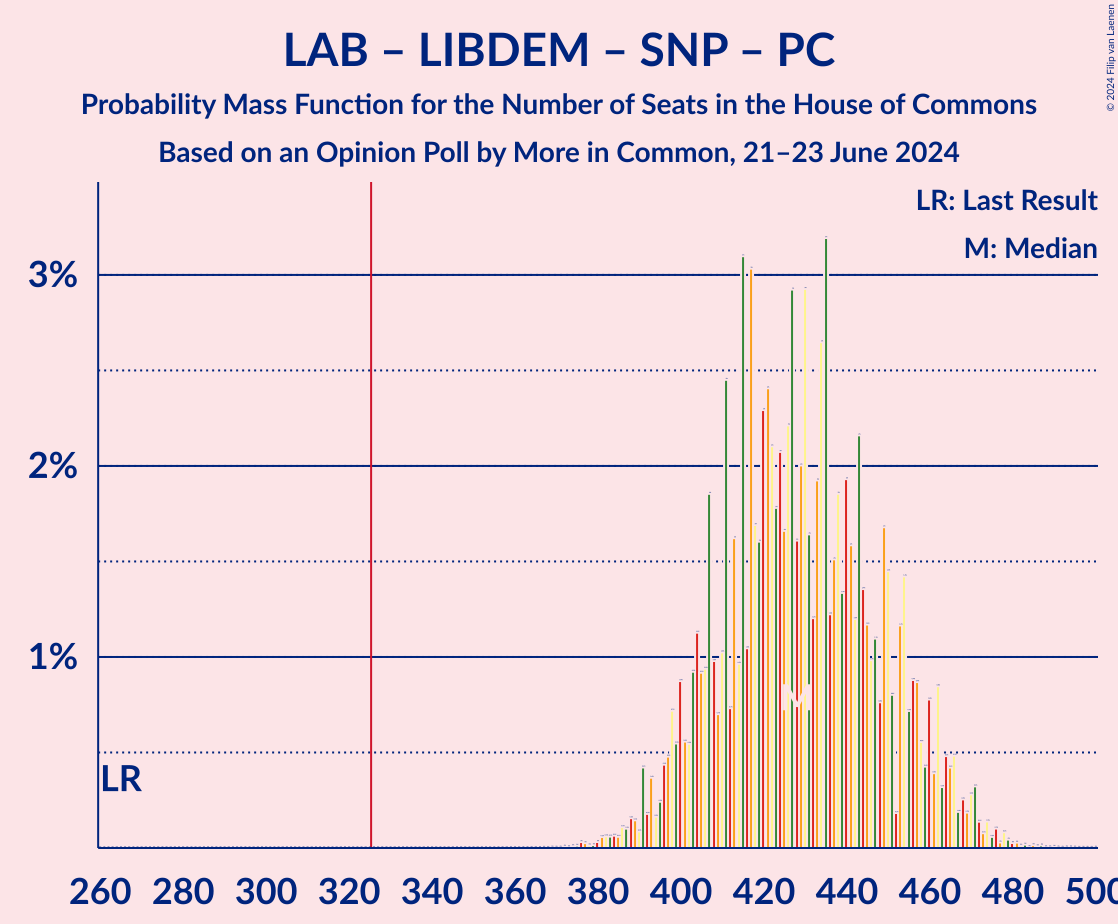 LAB – LIBDEM – SNP – PC
Probability Mass Function for the Number of Seats in the House of Commons
Based on an Opinion Poll by More in Common, 21–23 June 2024
© 2024 Filip van Laenen
LR: Last Result
M: Median
3%
2%
1%
M
LR
260 280 300 320 340 360 380 400 420 440 460 480 500